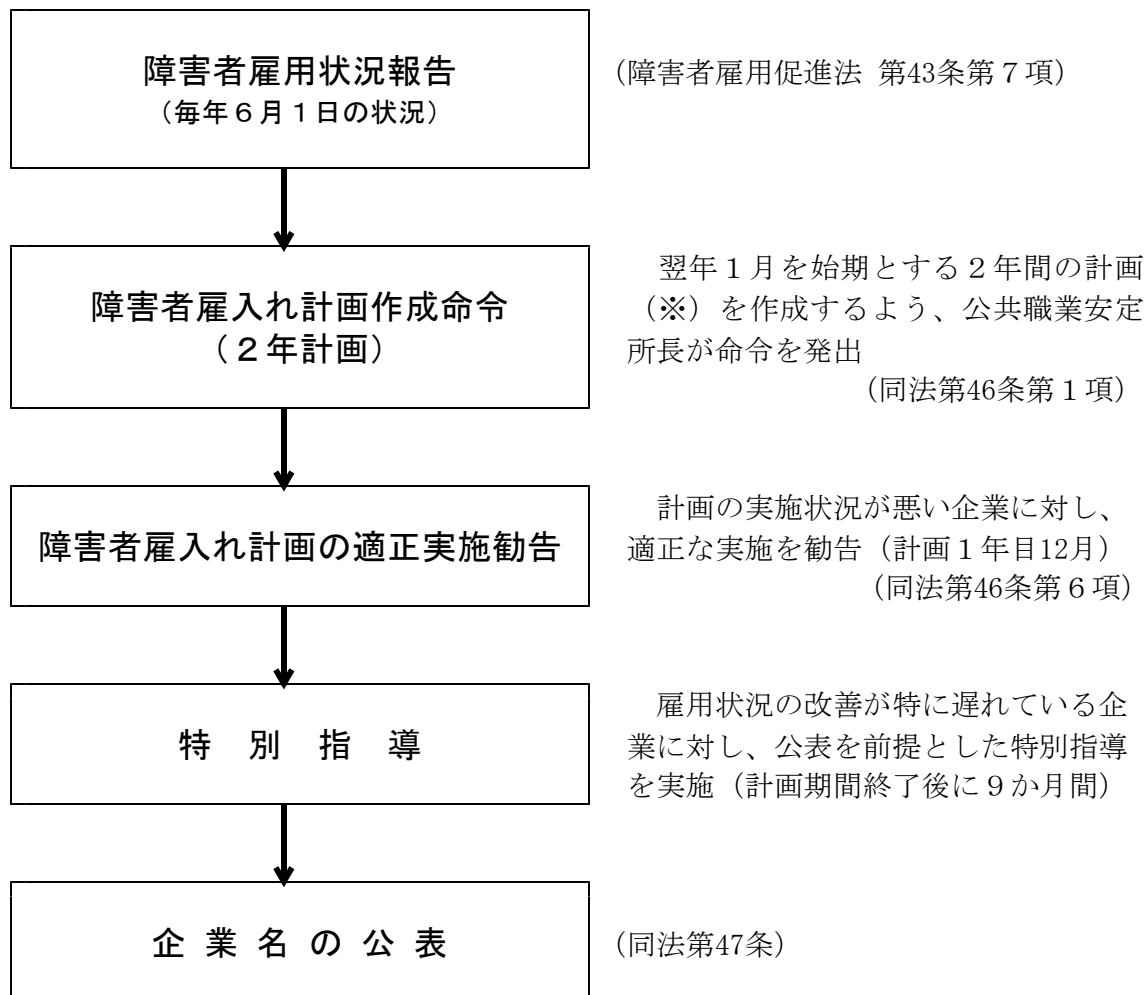 障害者雇用状況報告
（毎年６月１日の状況）
（障害者雇用促進法 第43条第７項）
障害者雇入れ計画作成命令
（２年計画）
翌年１月を始期とする２年間の計画
（※）を作成するよう、公共職業安定
所長が命令を発出
（同法第46条第１項）
障害者雇入れ計画の適正実施勧告
計画の実施状況が悪い企業に対し、
適正な実施を勧告（計画１年目12月）
（同法第46条第６項）
特別指導
雇用状況の改善が特に遅れている企
業に対し、公表を前提とした特別指導
を実施（計画期間終了後に９か月間）
企業名の公表
（同法第47条）